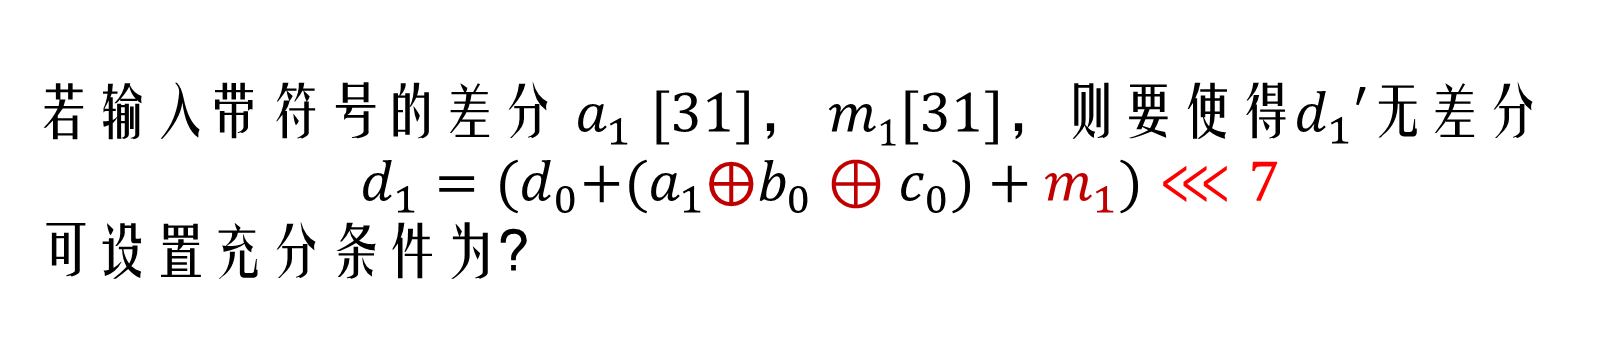 若输入带符号的差分 a₁ [31]， m₁[31]，则要使得d₁′无差分
d₁ = (d₀+(a₁⊕b₀ ⊕ c₀) + m₁) ⋘ 7
可设置充分条件为?